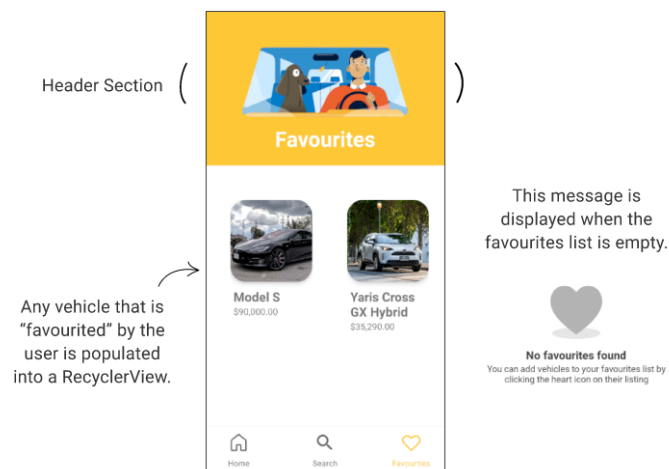 Header Section
Favourites
This message is
displayed when the
favourites list is empty.
Any vehicle that is
“favourited” by the
user is populated
into a RecyclerView.
Model S
$90,000.00
Yaris Cross
GX Hybrid
$35,290.00
No favourites found
You can add vehicles to your favourites list by
clicking the heart icon on their listing
Home
Search
Favourties